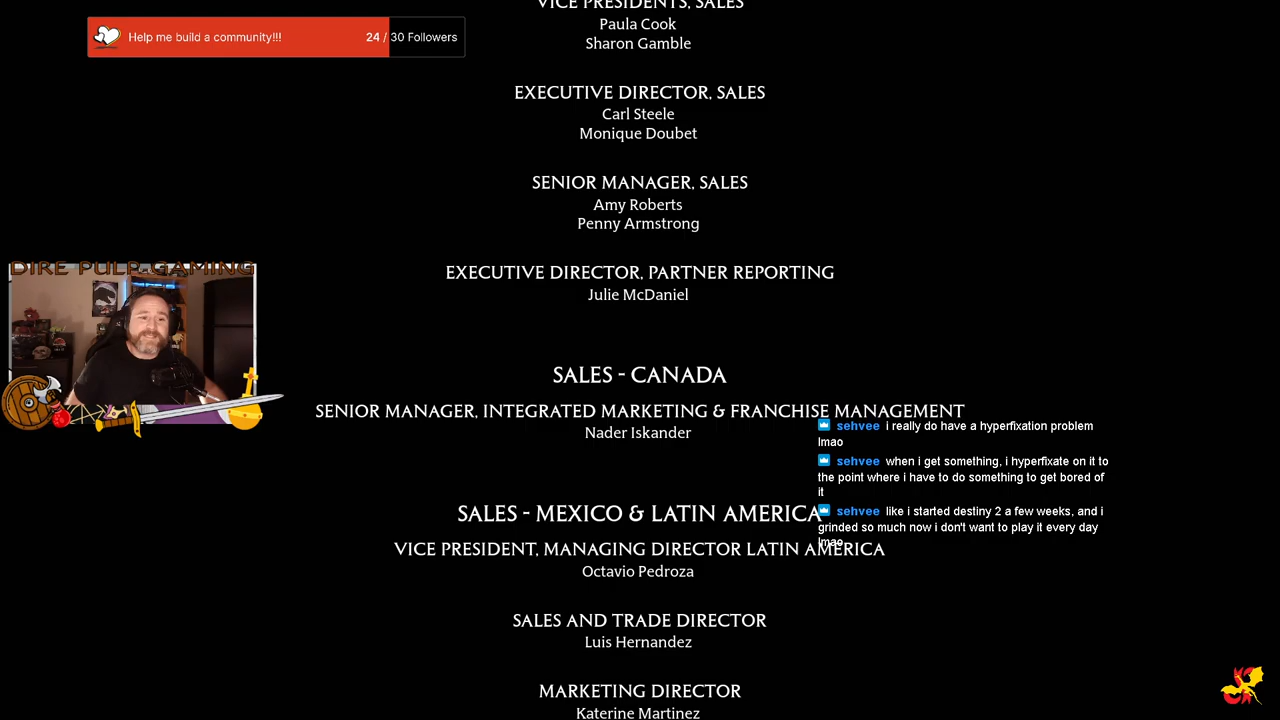 VICE PRESIDENTS, SALES
Paula Cook
Sharon Gamble
Help me build a community!!!
24 / 30 Followers
EXECUTIVE DIRECTOR, SALES
Carl Steele
Monique Doubet
SENIOR MANAGER, SALES
Amy Roberts
Penny Armstrong
EXECUTIVE DIRECTOR, PARTNER REPORTING
Julie McDaniel
DIRE PULP GAMING
SALES - CANADA
SENIOR MANAGER, INTEGRATED MARKETING & FRANCHISE MANAGEMENT
Nader Iskander
sehvee i really do have a hyperfixation problem
lmao
sehvee when i get something, i hyperfixate on it to
the point where i have to do something to get bored of
it
sehvee like i started destiny 2 a few weeks, and i
grinded so much now i don't want to play it every day
lmao
SALES - MEXICO & LATIN AMERICA
VICE PRESIDENT, MANAGING DIRECTOR LATIN AMERICA
Octavio Pedroza
SALES AND TRADE DIRECTOR
Luis Hernandez
MARKETING DIRECTOR
Katerine Martinez